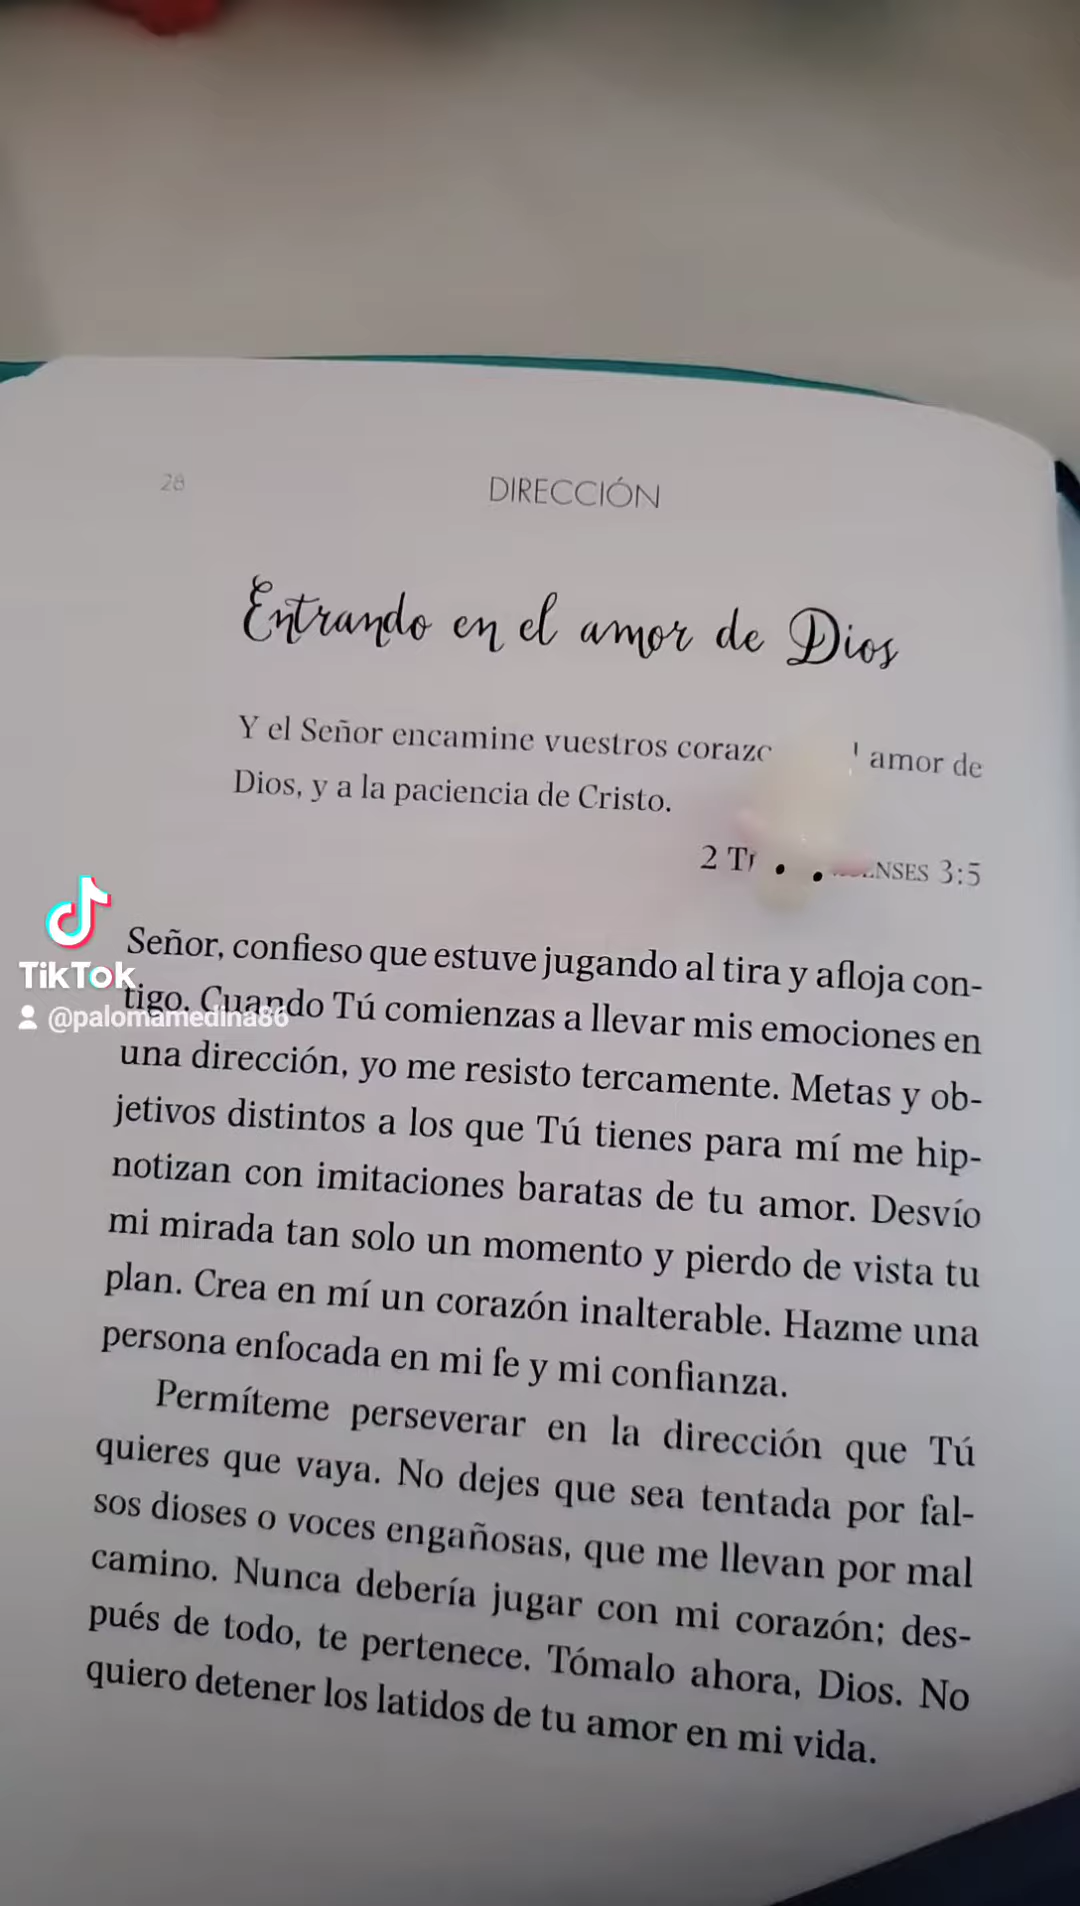 28
DIRECCIÓN
Entrando en el amor de Dios
Y el Señor encamine vuestros amor de
Dios, y a la paciencia de Cristo.
2 3:5
Señor, confieso que estuve jugando al tira y afloja con-
tigo. Cuando Tú comienzas a llevar mis emociones en
una dirección, yo me resisto tercamente. Metas y ob-
jetivos distintos a los que Tú tienes para mí me hip-
notizan con imitaciones baratas de tu amor. Desvío
mi mirada tan solo un momento y pierdo de vista tu
plan. Crea en mí un corazón inalterable. Hazme una
persona enfocada en mi fe y mi confianza.
Permíteme perseverar en la dirección que Tú
quieres que vaya. No dejes que sea tentada por fal-
sos dioses o voces engañosas, que me llevan por mal
camino. Nunca debería jugar con mi corazón; des-
pués de todo, te pertenece. Tómalo ahora, Dios. No
quiero detener los latidos de tu amor en mi vida.
TikTok
@palomamedina86